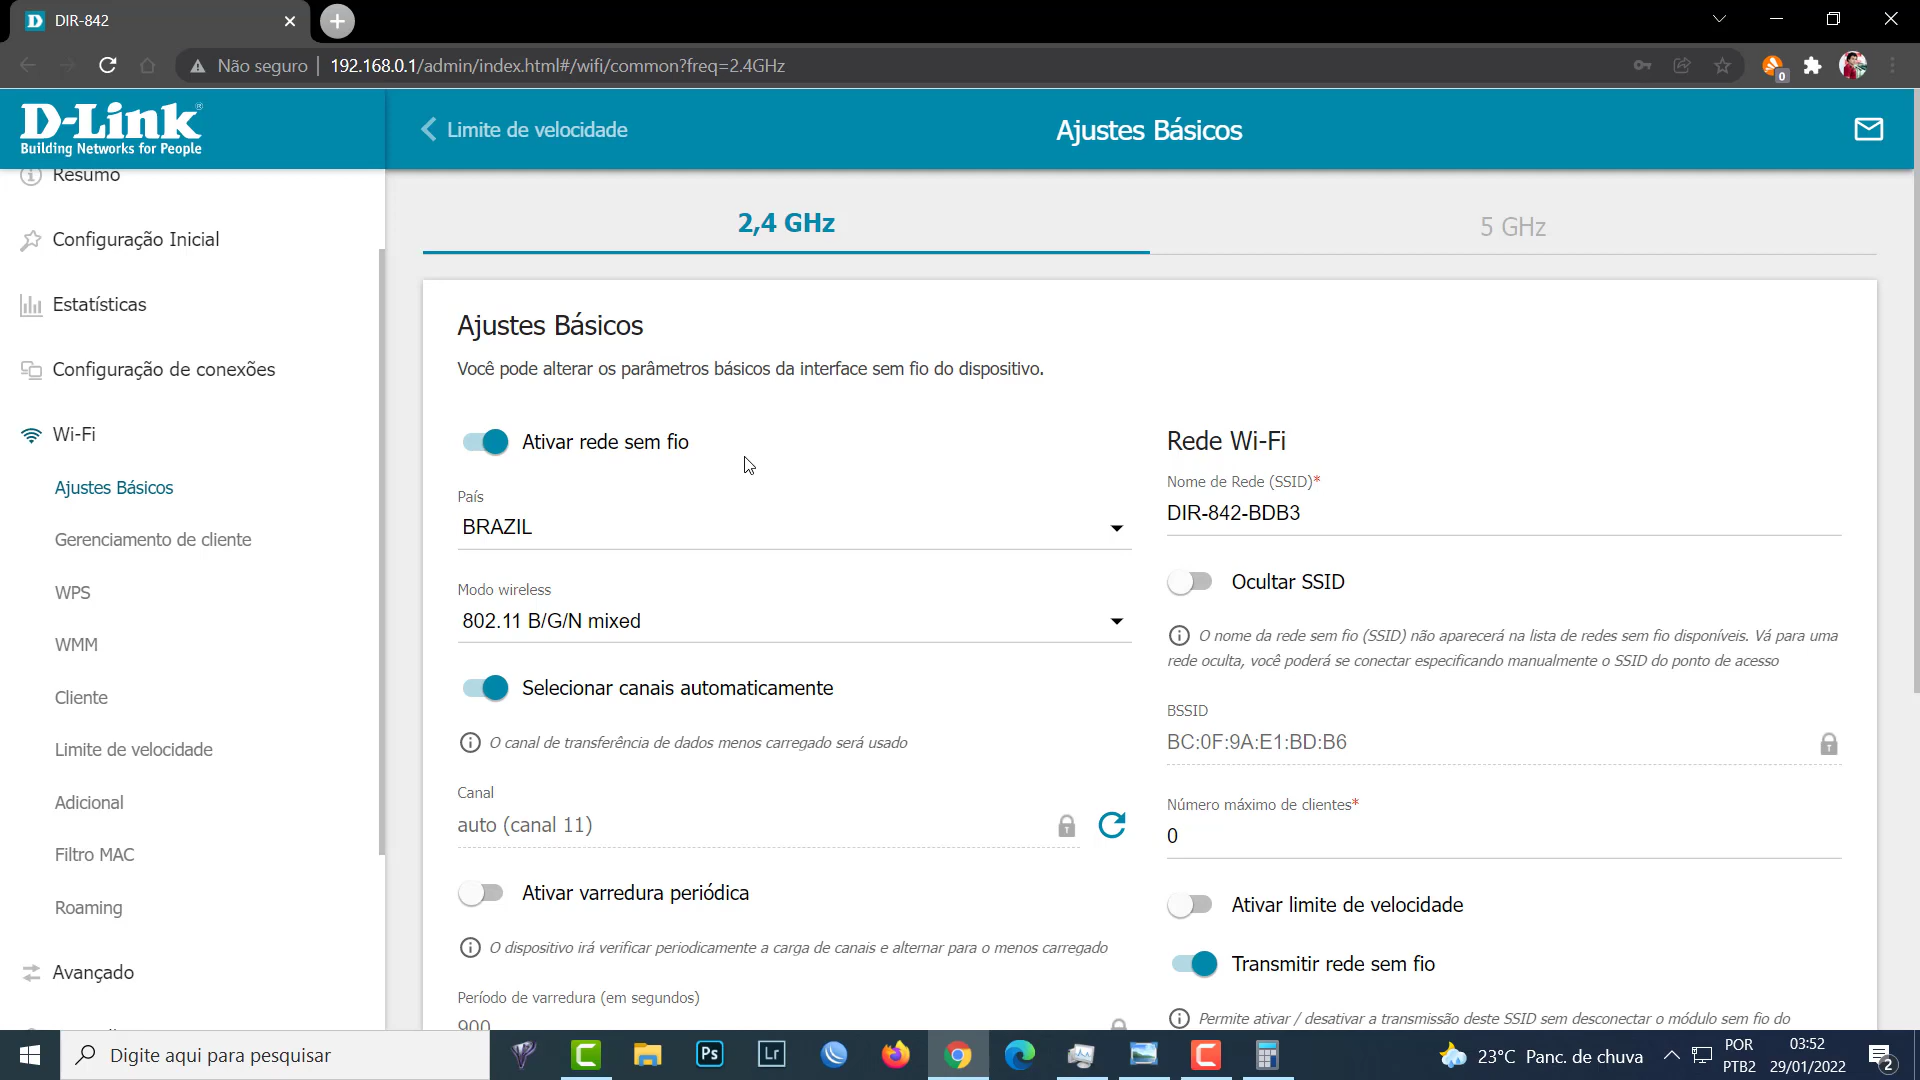 DIR-842
Não seguro
192.168.0.1/admin/index.html#/wifi/common?freq=2.4GHz
0
D-Link®
Building Networks for People
Limite de velocidade
Ajustes Básicos
Resumo
Configuração Inicial
Estatísticas
Configuração de conexões
Wi-Fi
Ajustes Básicos
Gerenciamento de cliente
WPS
WMM
Cliente
Limite de velocidade
Adicional
Filtro MAC
Roaming
Avançado
2,4 GHz
5 GHz
Ajustes Básicos
Você pode alterar os parâmetros básicos da interface sem fio do dispositivo.
Ativar rede sem fio
País
BRAZIL
Modo wireless
802.11 B/G/N mixed
Selecionar canais automaticamente
O canal de transferência de dados menos carregado será usado
Canal
auto (canal 11)
Ativar varredura periódica
O dispositivo irá verificar periodicamente a carga de canais e alternar para o menos carregado
Período de varredura (em segundos)
900
Rede Wi-Fi
Nome de Rede (SSID)*
DIR-842-BDB3
Ocultar SSID
O nome da rede sem fio (SSID) não aparecerá na lista de redes sem fio disponíveis. Vá para uma
rede oculta, você poderá se conectar especificando manualmente o SSID do ponto de acesso
BSSID
BC:0F:9A:E1:BD:B6
Número máximo de clientes*
0
Ativar limite de velocidade
Transmitir rede sem fio
Permite ativar / desativar a transmissão deste SSID sem desconectar o módulo sem fio do
Digite aqui para pesquisar
Ps
Lr
23°C Panc. de chuva
POR
PTB2
03:52
29/01/2022
2